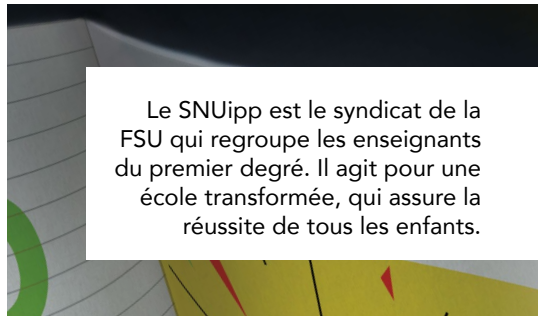 Le SNUipp est le syndicat de la
FSU qui regroupe les enseignants
du premier degré. Il agit pour une
école transformée, qui assure la
réussite de tous les enfants.